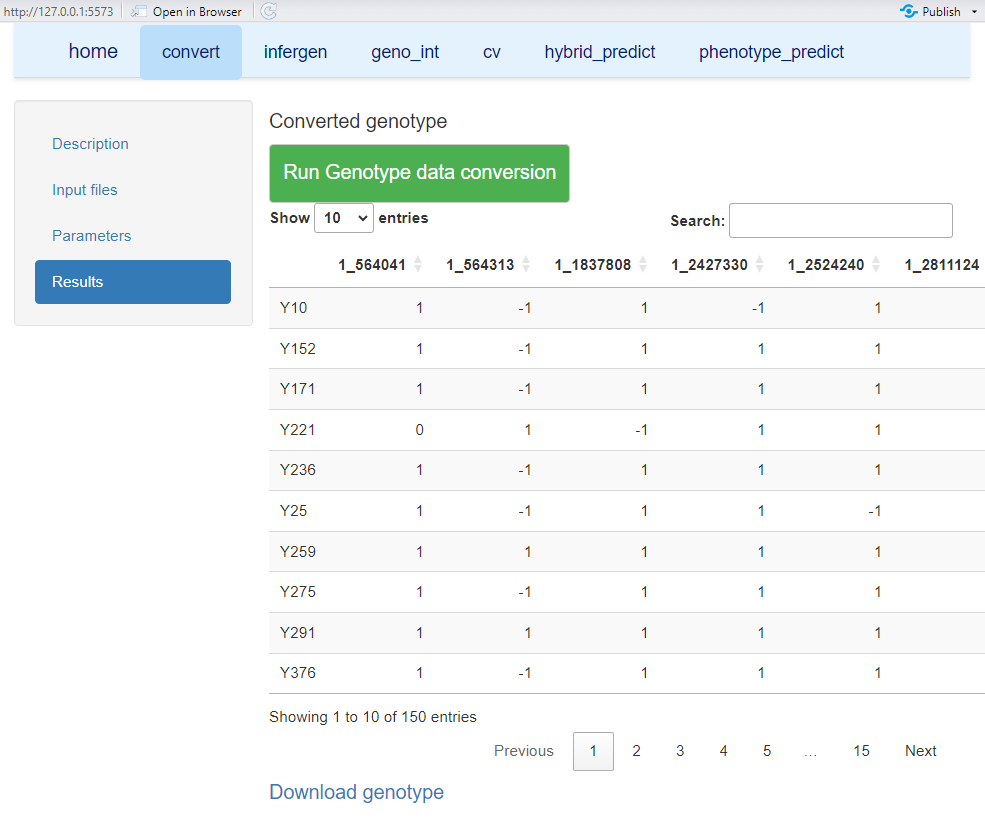 http://127.0.0.1:5573 Open in Browser Publish
home convert infergen geno_int cv hybrid_predict phenotype_predict
Description
Input files
Parameters
Results
Converted genotype
Run Genotype data conversion
Show 10 entries Search:
1_564041 1_564313 1_1837808 1_2427330 1_2524240 1_2811124
Y10 1 -1 1 -1 1
Y152 1 -1 1 1 1
Y171 1 -1 1 1 1
Y221 0 1 -1 1 1
Y236 1 -1 1 1 1
Y25 1 -1 1 1 -1
Y259 1 1 1 1 1
Y275 1 -1 1 1 1
Y291 1 1 1 1 1
Y376 1 -1 1 1 1
Showing 1 to 10 of 150 entries
Previous 1 2 3 4 5 … 15 Next
Download genotype